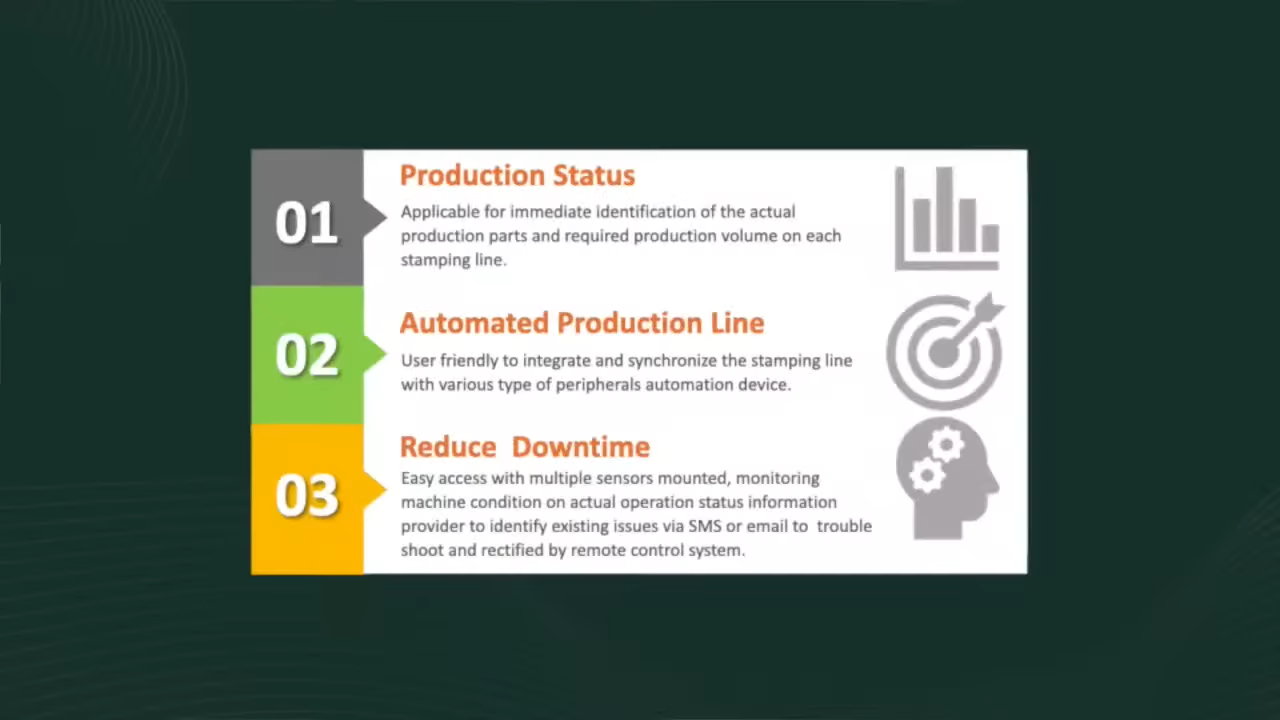 01
Production Status
Applicable for immediate identification of the actual
production parts and required production volume on each
stamping line.
02
Automated Production Line
User friendly to integrate and synchronize the stamping line
with various type of peripherals automation device.
03
Reduce  Downtime
Easy access with multiple sensors mounted, monitoring
machine condition on actual operation status information
provider to identify existing issues via SMS or email to  trouble
shoot and rectified by remote control system.